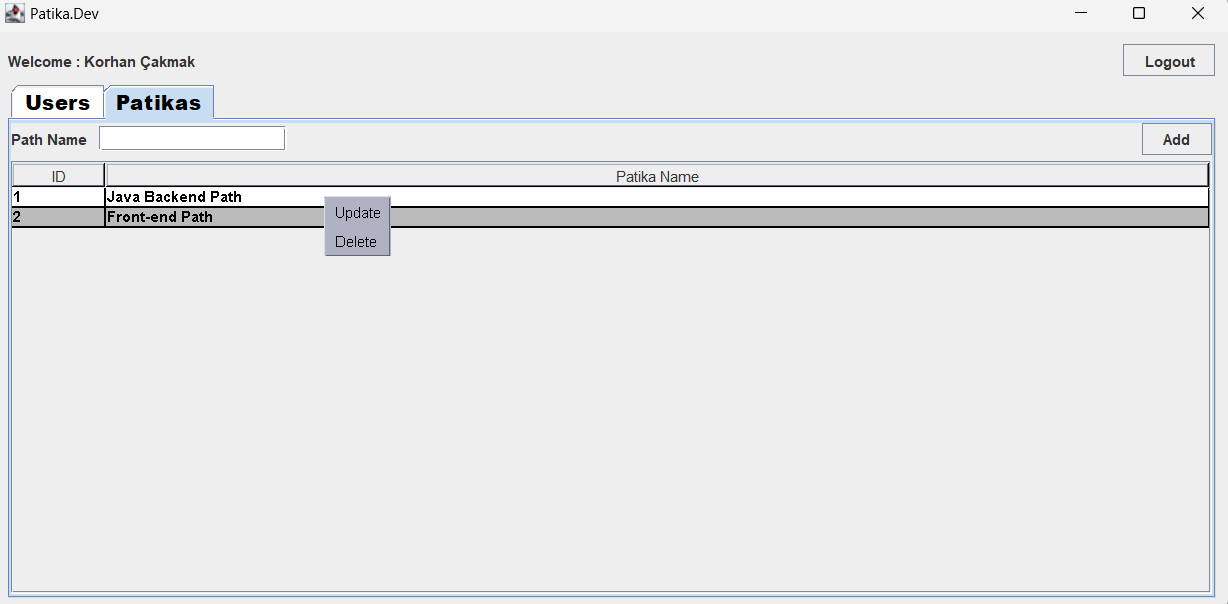 Patika.Dev
Welcome : Korhan Çakmak
Logout
Users Patikas
Path Name
Add
ID Patika Name
1 Java Backend Path
2 Front-end Path
Update
Delete